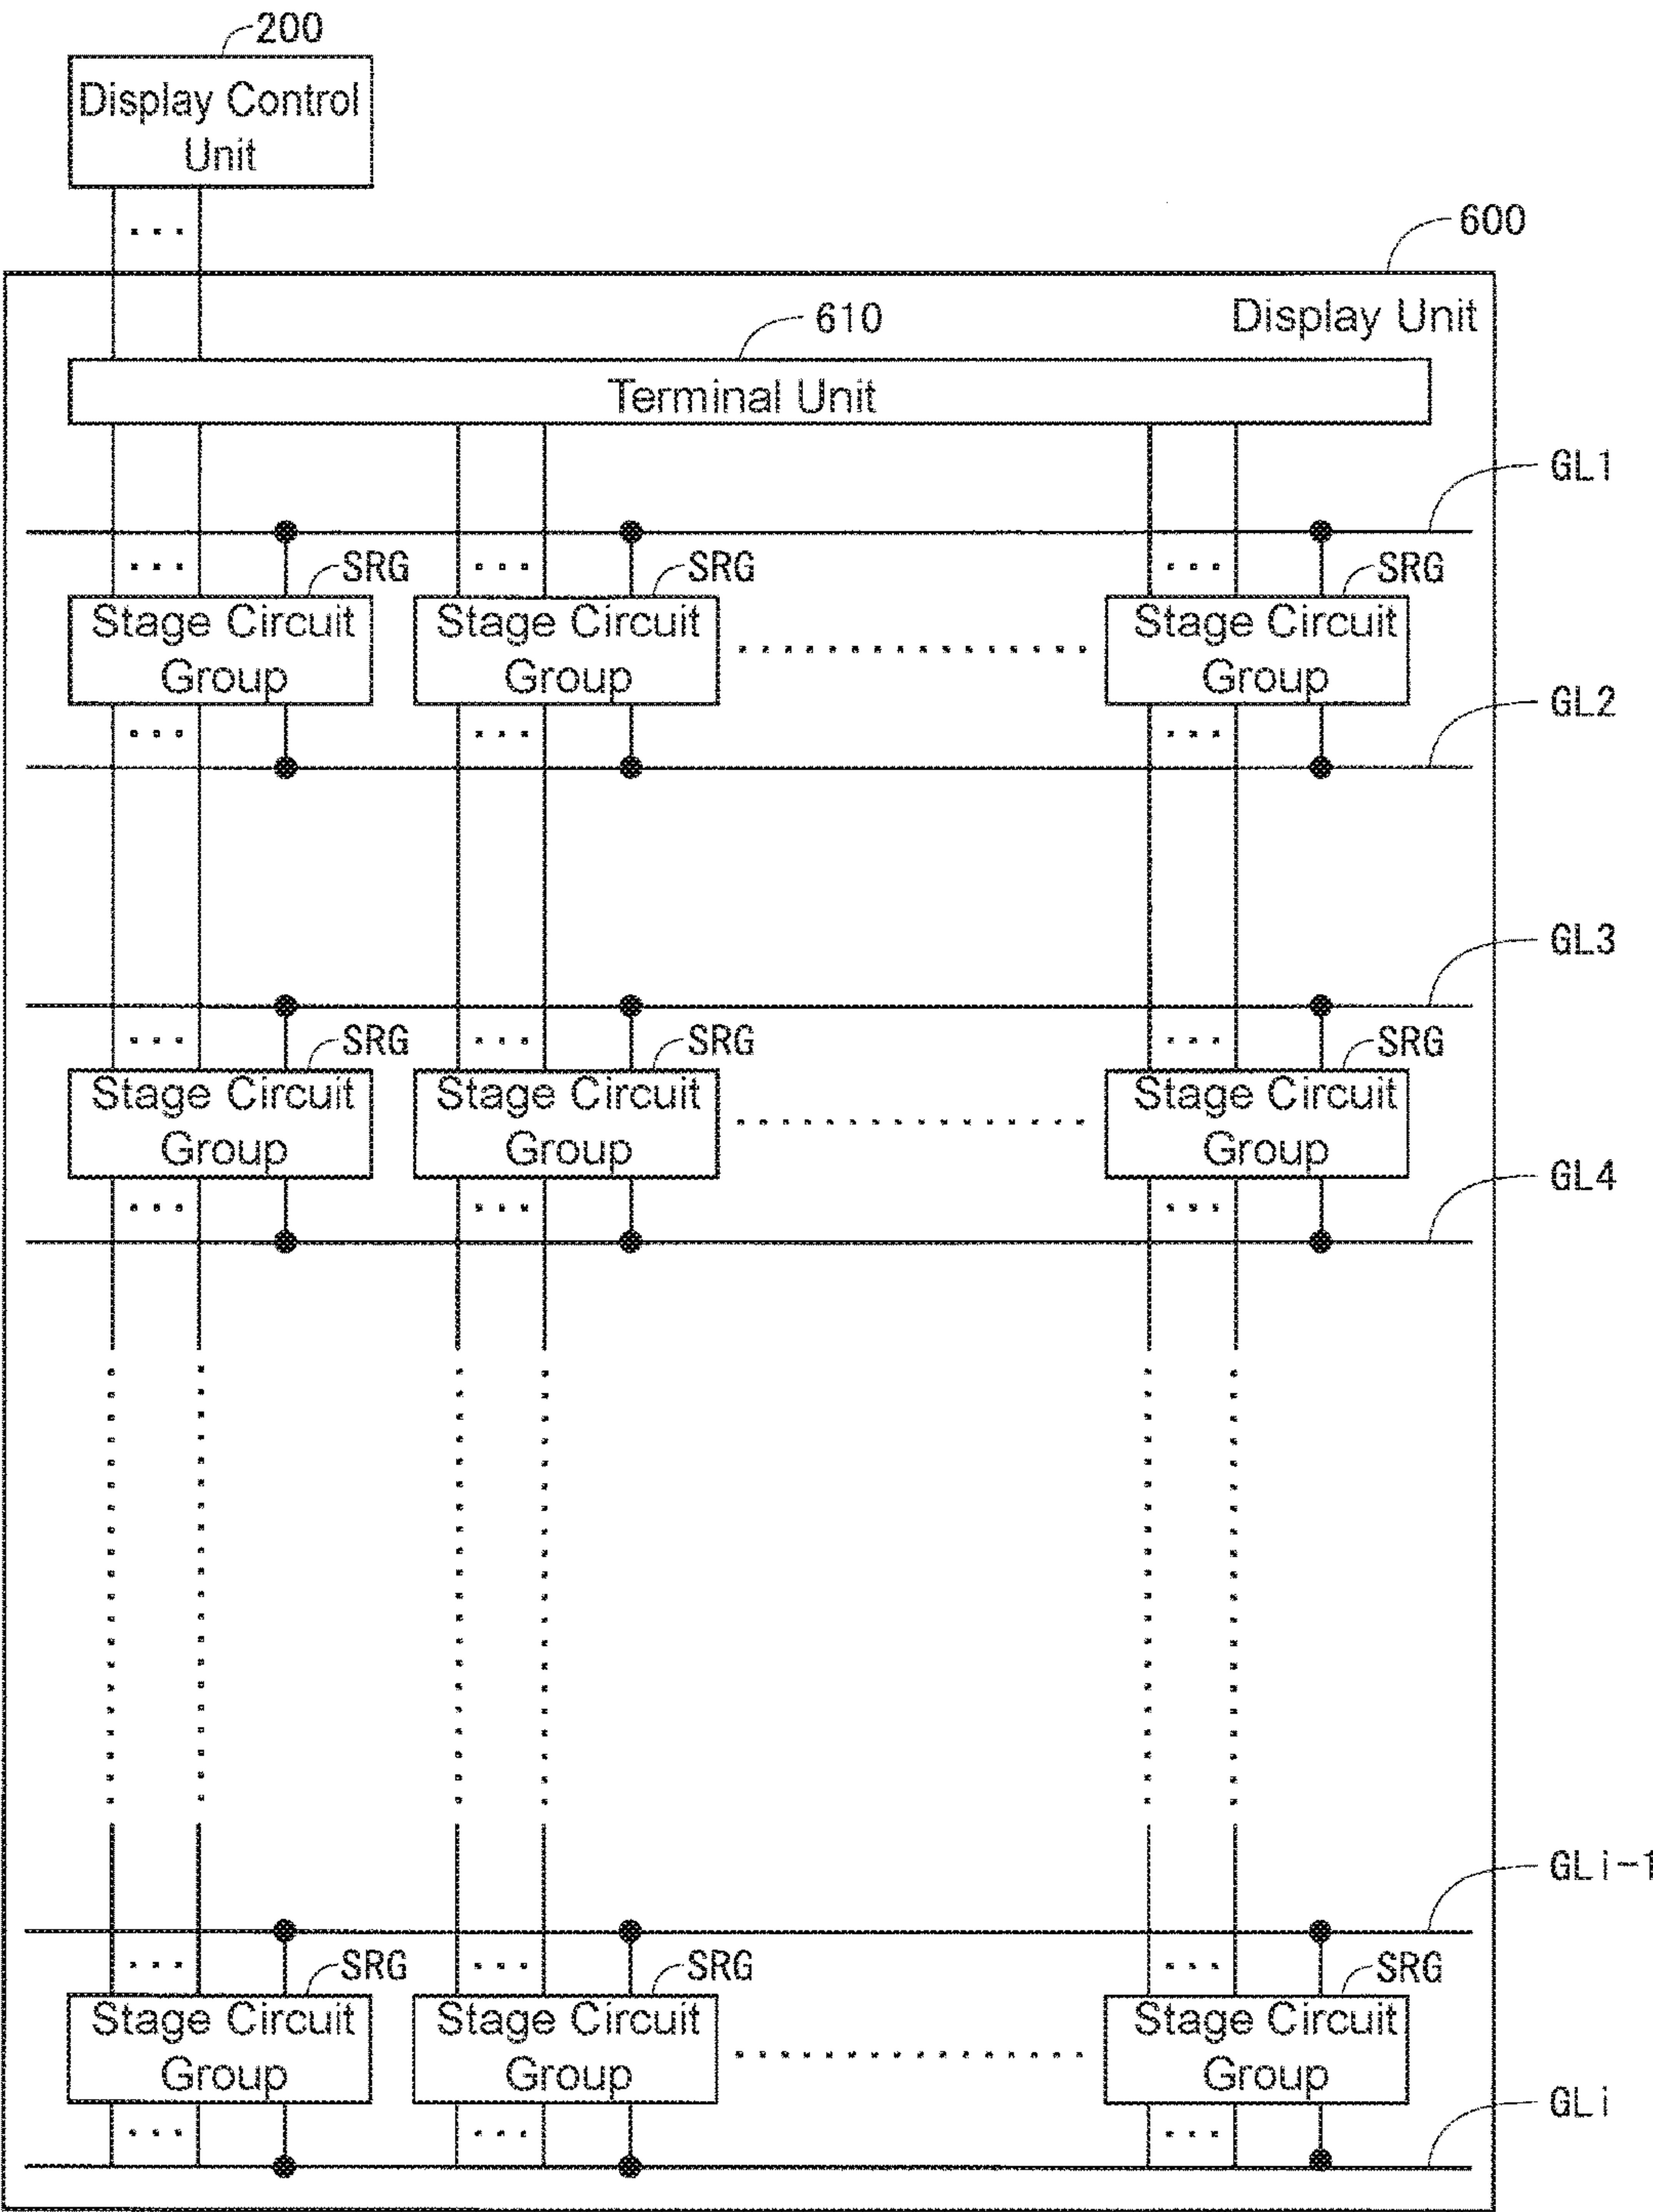 200
Display Control
Unit
600
Display Unit
610
Terminal Unit
GL1
SRG
SRG
SRG
Stage Circuit
Group
Stage Circuit
Group
Stage Circuit
Group
GL2
GL3
SRG
SRG
SRG
Stage Circuit
Group
Stage Circuit
Group
Stage Circuit
Group
GL4
GLi-1
SRG
SRG
SRG
Stage Circuit
Group
Stage Circuit
Group
Stage Circuit
Group
GLi